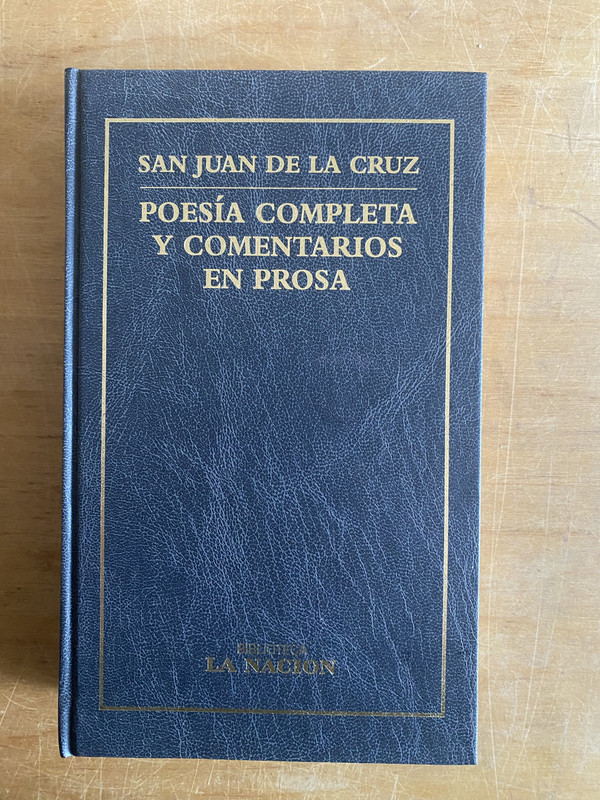 SAN JUAN DE LA CRUZ
POESÍA COMPLETA
Y COMENTARIOS
EN PROSA
BIBLIOTECA
LA NACION